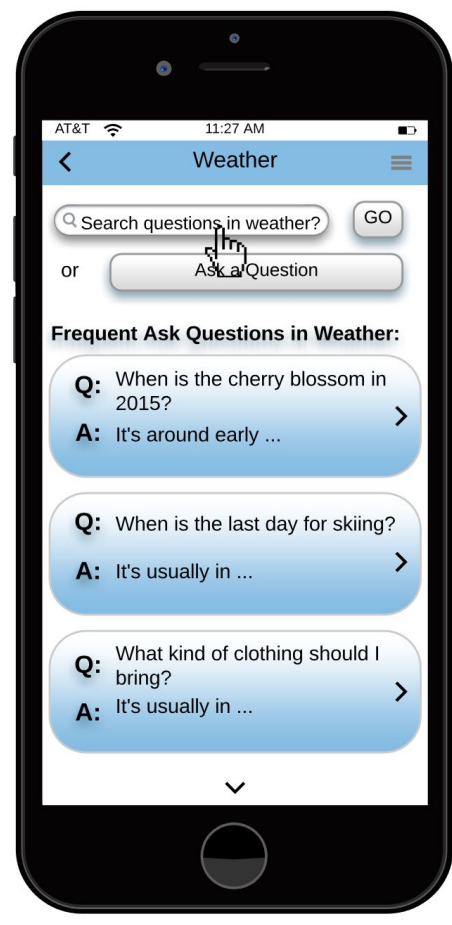 AT&T 11:27 AM
Weather
Search questions in weather? GO
or Ask a Question
Frequent Ask Questions in Weather:
Q: When is the cherry blossom in
2015?
A: It's around early ...
Q: When is the last day for skiing?
A: It's usually in ...
Q: What kind of clothing should I
bring?
A: It's usually in ...